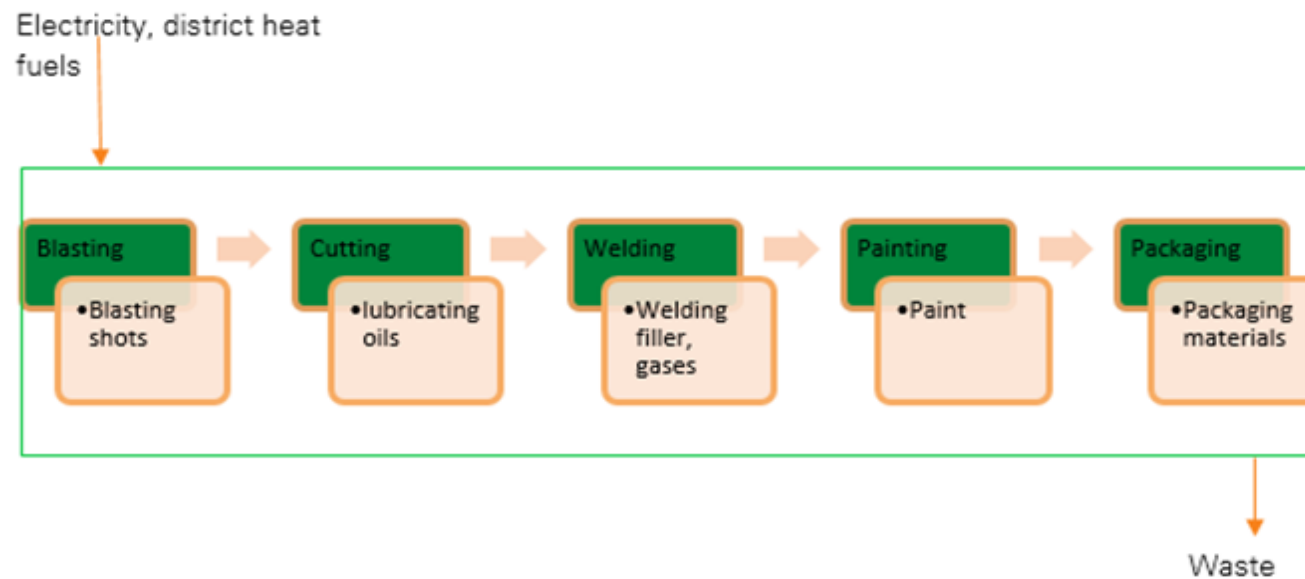 Electricity, district heat
fuels
Blasting
•Blasting
shots
Cutting
•lubricating
oils
Welding
•Welding
filler,
gases
Painting
•Paint
Packaging
•Packaging
materials
Waste